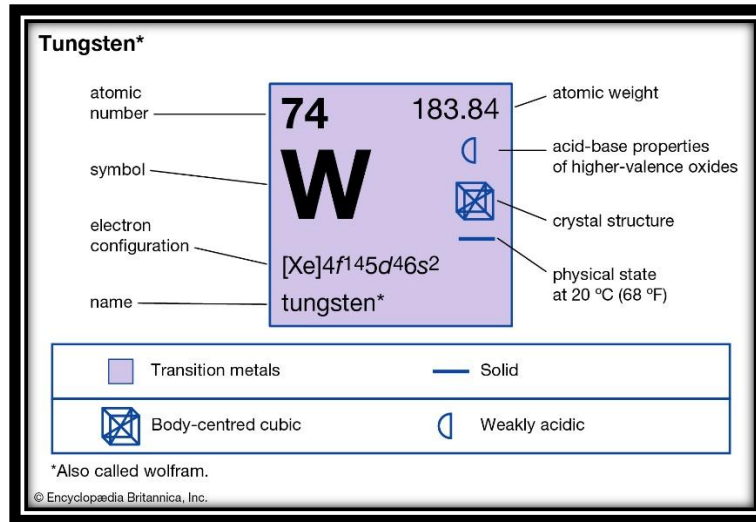 Tungsten*
atomic
number
74
183.84
atomic weight
symbol
W
acid-base properties
of higher-valence oxides
crystal structure
electron
configuration
[Xe]4f145d46s2
physical state
at 20 ºC (68 ºF)
name
tungsten*
Transition metals
Solid
Body-centred cubic
Weakly acidic
*Also called wolfram.
© Encyclopædia Britannica, Inc.